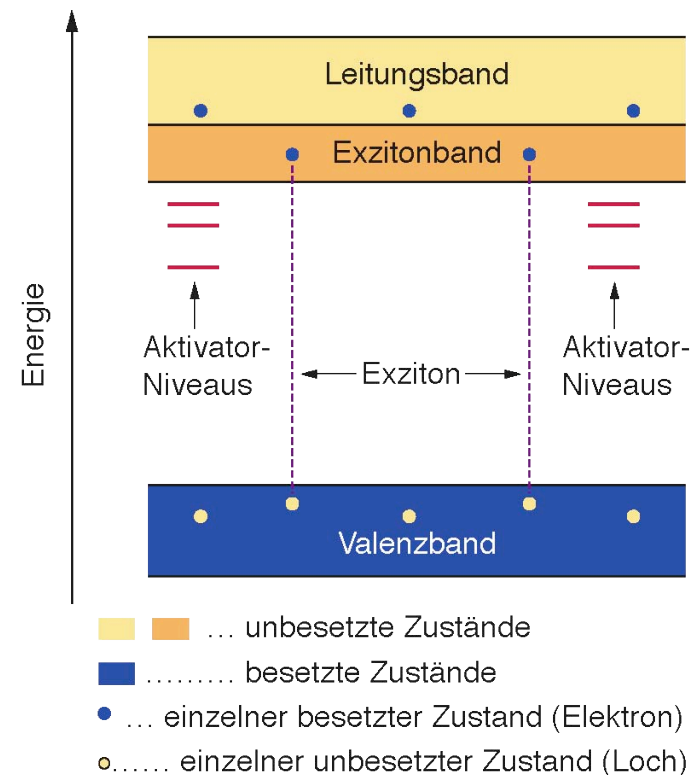 Leitungsband
Exzitonband
Energie
Aktivator-
Niveaus
Exziton
Aktivator-
Niveaus
Valenzband
... unbesetzte Zustände
......... besetzte Zustände
... einzelner besetzter Zustand (Elektron)
...... einzelner unbesetzter Zustand (Loch)